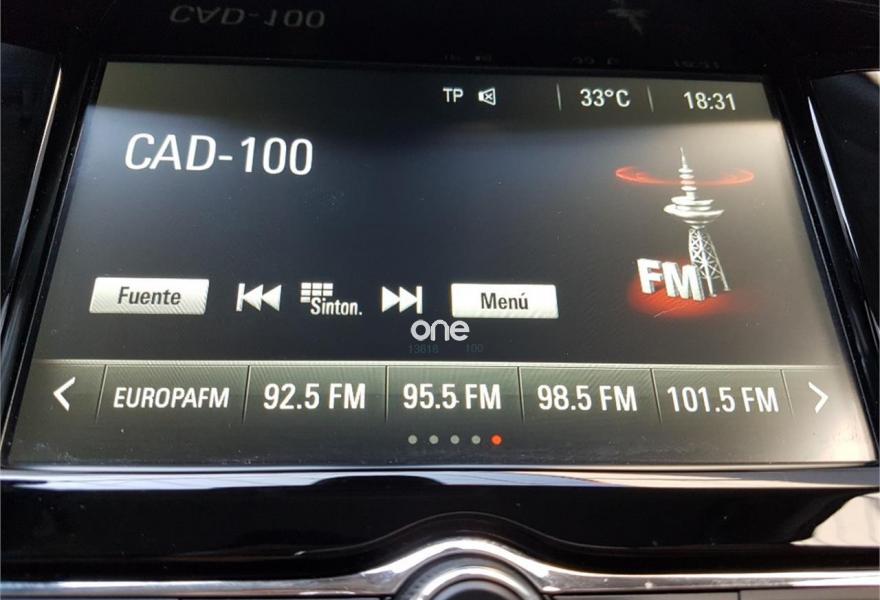 TP 33°C 18:31
CAD-100
FM
Fuente Sinton. Menú
one
13618 100
EUROPAFM 92.5 FM 95.5 FM 98.5 FM 101.5 FM